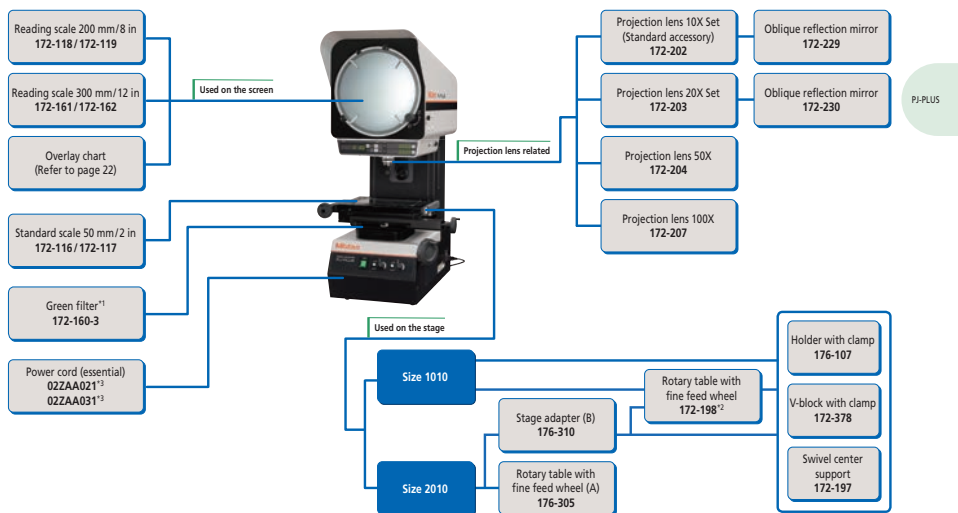 Reading scale 200 mm/8 in
172-118/172-119
Reading scale 300 mm/12 in
172-161/172-162
Overlay chart
(Refer to page 22)
Standard scale 50 mm/2 in
172-116/172-117
Green filter*1
172-160-3
Power cord (essential)
02ZAA021*3
02ZAA031*3
Used on the screen
Projection lens related
Used on the stage
Mitutoyo
Projection lens 10X Set
(Standard accessory)
172-202
Oblique reflection mirror
172-229
Projection lens 20X Set
172-203
Oblique reflection mirror
172-230
Projection lens 50X
172-204
Projection lens 100X
172-207
PJ-PLUS
Size 1010
Size 2010
Stage adapter (B)
176-310
Rotary table with
fine feed wheel (A)
176-305
Rotary table with
fine feed wheel
172-198*2
Holder with clamp
176-107
V-block with clamp
172-378
Swivel center
support
172-197